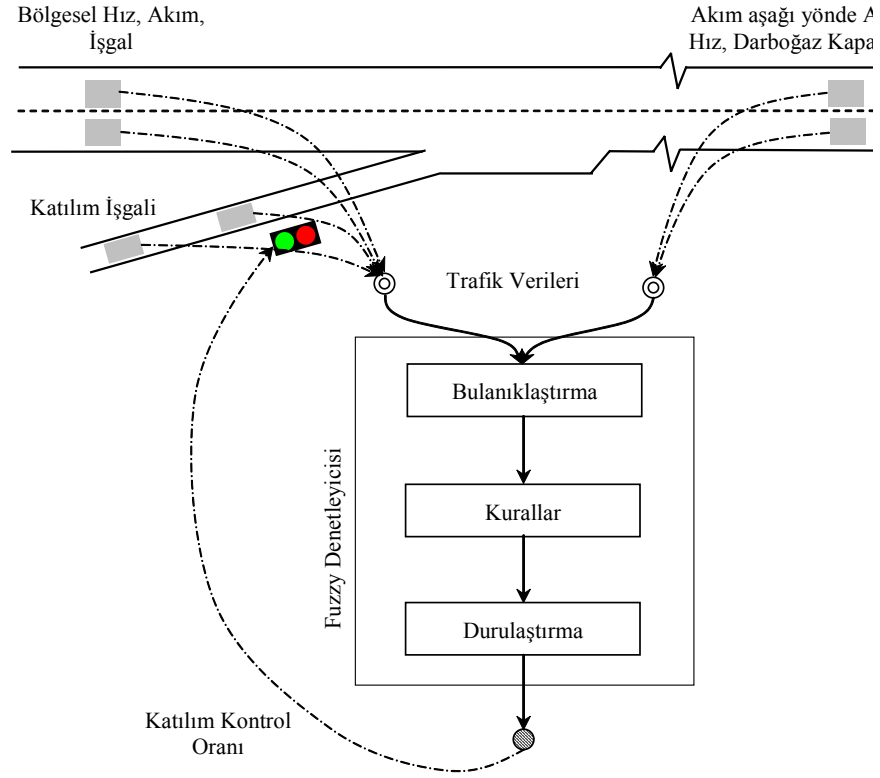 Bölgesel Hız, Akım,
İşgal
Akım aşağı yönde
Hız, Darboğaz
Katılım İşgali
Trafik Verileri
Bulanıklaştırma
Fuzzy Denetleyicisi
Kurallar
Durulaştırma
Katılım Kontrol
Oranı